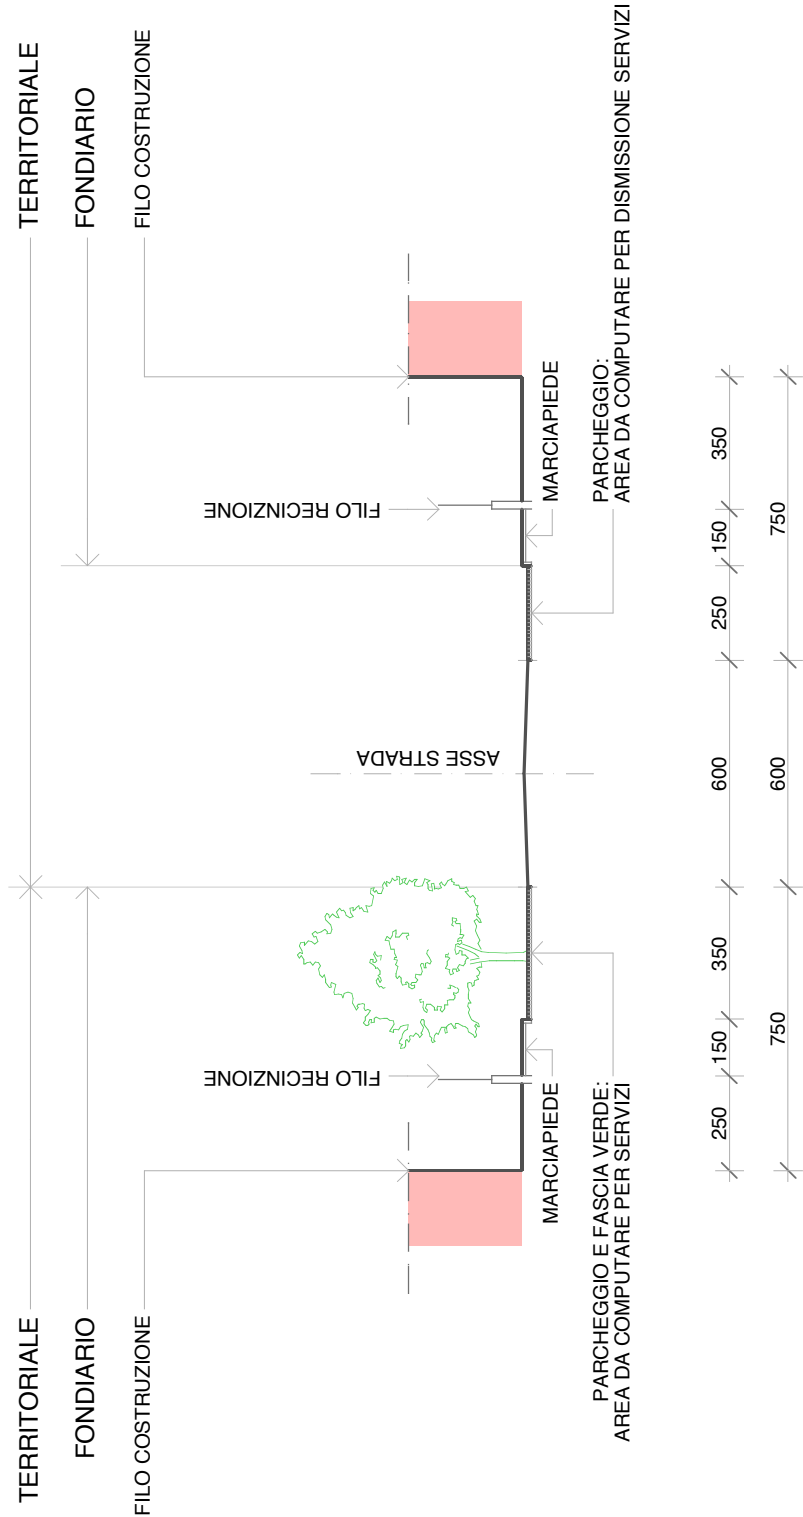 TERRITORIALE
TERRITORIALE
FONDIARIO
FONDIARIO
FILO COSTRUZIONE
FILO COSTRUZIONE
FILO RECINZIONE
FILO RECINZIONE
ASSE STRADA
MARCIAPIEDE
MARCIAPIEDE
PARCHEGGIO E FASCIA VERDE:
AREA DA COMPUTARE PER SERVIZI
PARCHEGGIO:
AREA DA COMPUTARE PER DISMISSIONE SERVIZI
250 150 350 600 250 150 350
750 600 750